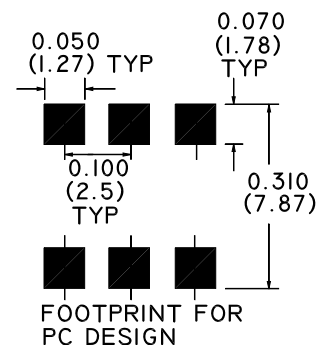 0.050
(1.27) TYP
0.070
(1.78)
TYP
0.100
(2.5)
TYP
0.310
(7.87)
FOOTPRINT FOR
PC DESIGN